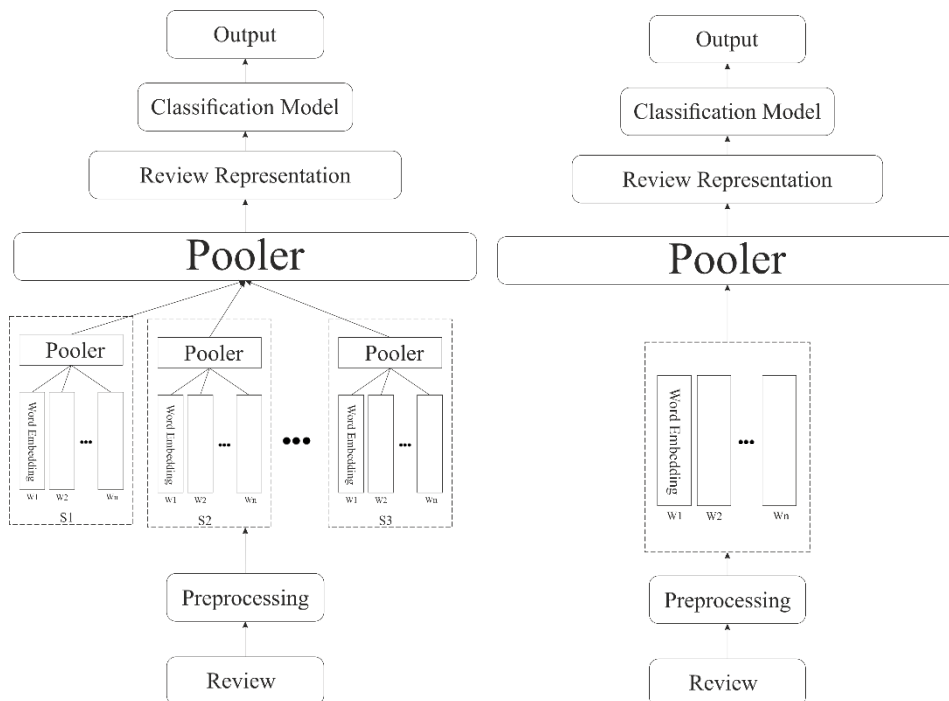 Output
Classification Model
Review Representation
Pooler
Pooler
Word Embedding
...
W1
W2
Wn
S1
Pooler
Word Embedding
...
W1
W2
Wn
S2
...
Pooler
Word Embedding
...
W1
W2
Wn
S3
Preprocessing
Review
Output
Classification Model
Review Representation
Pooler
Word Embedding
...
W1
W2
Wn
Preprocessing
Review